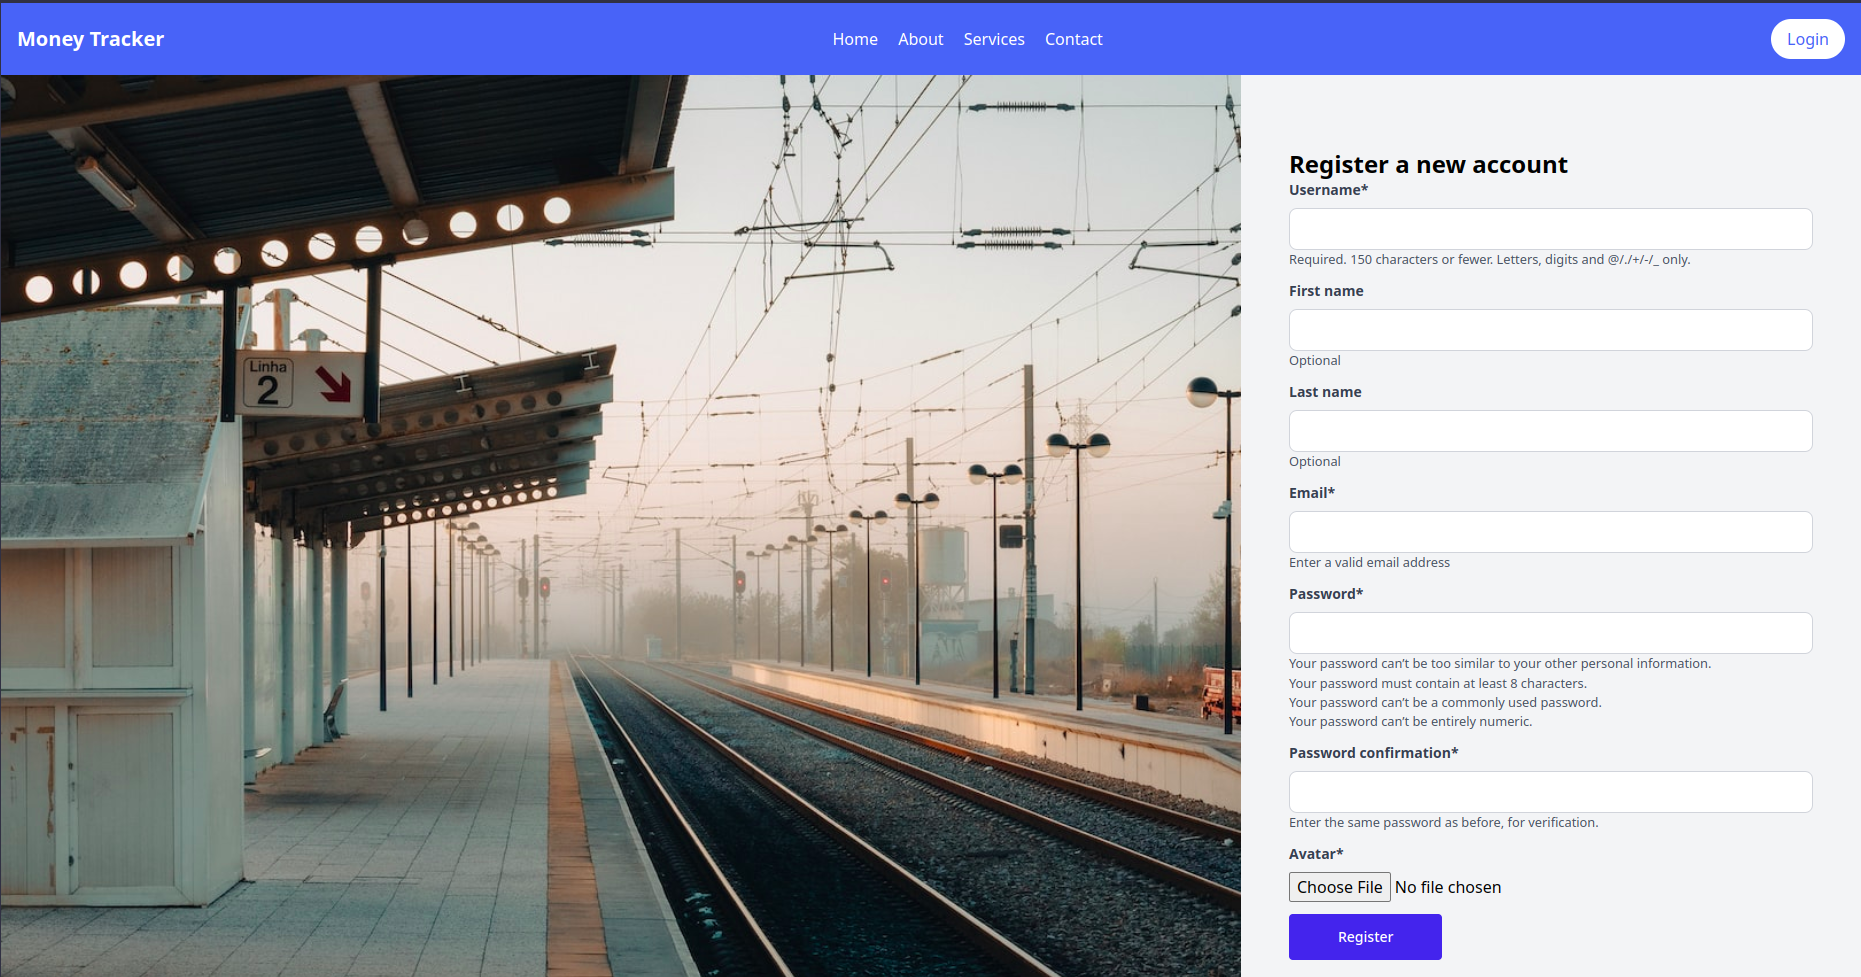 Money Tracker
Home About Services Contact
Login
Linha
2
Register a new account
Username*
Required. 150 characters or fewer. Letters, digits and @/./+/-/_ only.
First name
Optional
Last name
Optional
Email*
Enter a valid email address
Password*
Your password can’t be too similar to your other personal information.
Your password must contain at least 8 characters.
Your password can’t be a commonly used password.
Your password can’t be entirely numeric.
Password confirmation*
Enter the same password as before, for verification.
Avatar*
Choose File No file chosen
Register